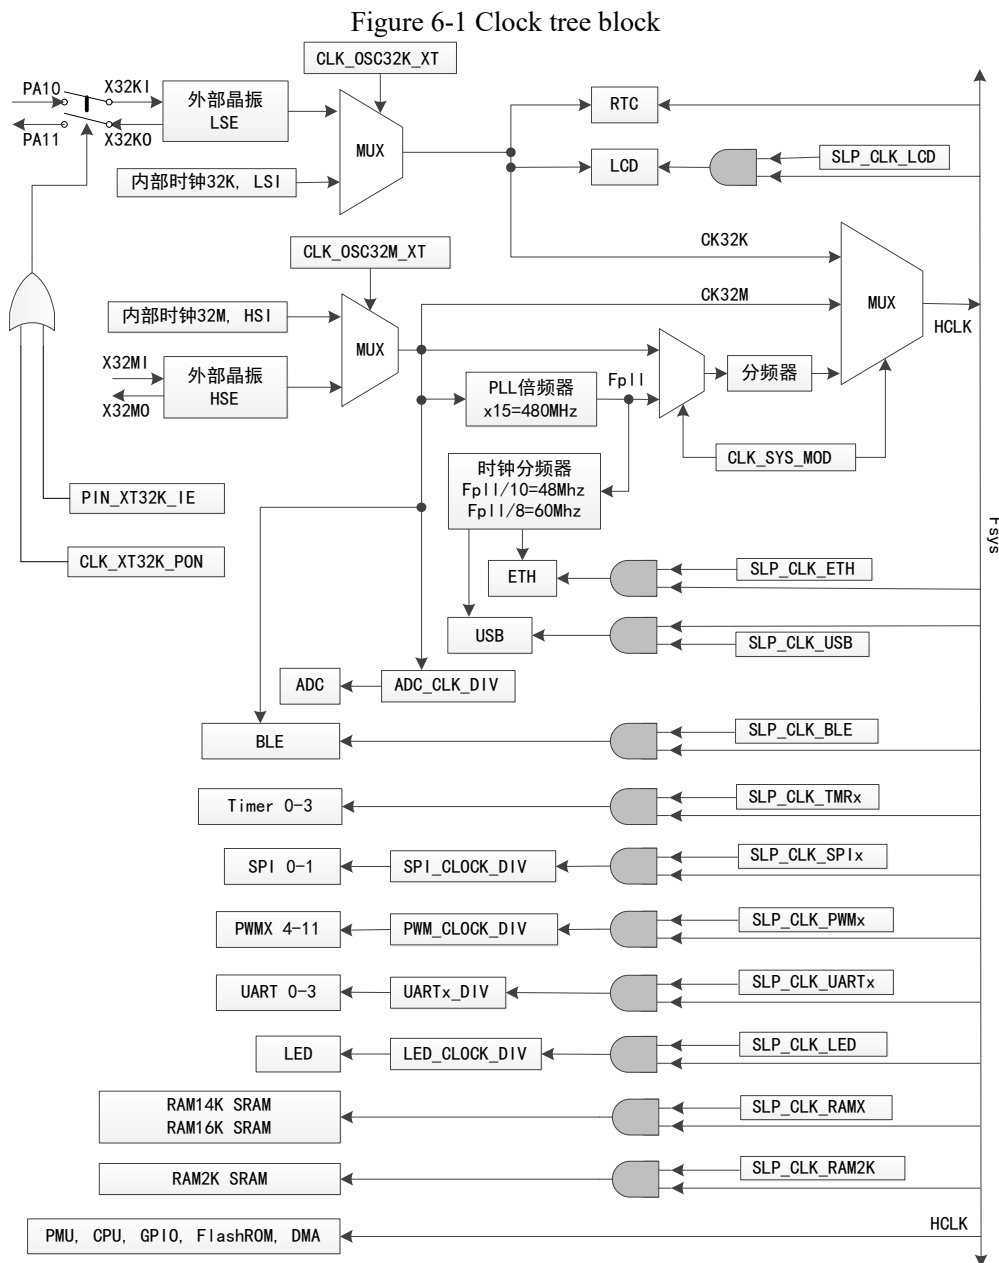 Figure 6-1 Clock tree block
CLK_OSC32K_XT
PA10
X32KI
外部晶振
LSE
PA11
X32KO
MUX
RTC
LCD
SLP_CLK_LCD
内部时钟32K, LSI
CLK_OSC32M_XT
CK32K
内部时钟32M, HSI
CK32M
MUX
MUX
HCLK
X32MI
外部晶振
HSE
X32MO
PLL倍频器
x15=480MHz
Fpll
分频器
CLK_SYS_MOD
时钟分频器
Fpll/10=48Mhz
Fpll/8=60Mhz
PIN_XT32K_IE
CLK_XT32K_PON
ETH
SLP_CLK_ETH
USB
SLP_CLK_USB
ADC
ADC_CLK_DIV
BLE
SLP_CLK_BLE
Timer 0-3
SLP_CLK_TMRx
SPI 0-1
SPI_CLOCK_DIV
SLP_CLK_SPIx
PWMX 4-11
PWM_CLOCK_DIV
SLP_CLK_PWMx
UART 0-3
UARTx_DIV
SLP_CLK_UARTx
LED
LED_CLOCK_DIV
SLP_CLK_LED
RAM14K SRAM
RAM16K SRAM
SLP_CLK_RAMX
RAM2K SRAM
SLP_CLK_RAM2K
PMU, CPU, GPIO, FlashROM, DMA
HCLK